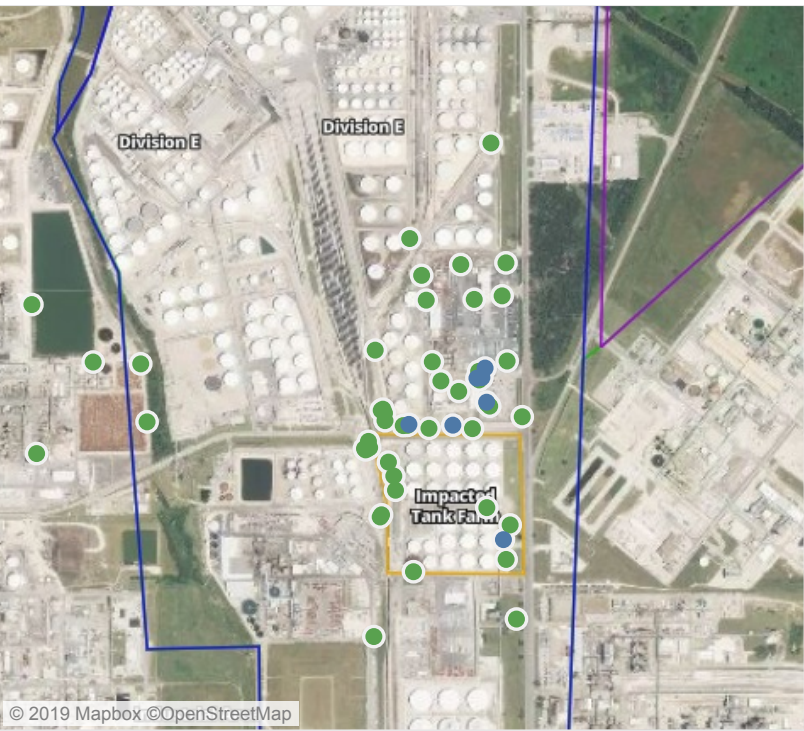 Division E
Division E
Impacted
Tank Farm
© 2019 Mapbox ©OpenStreetMap